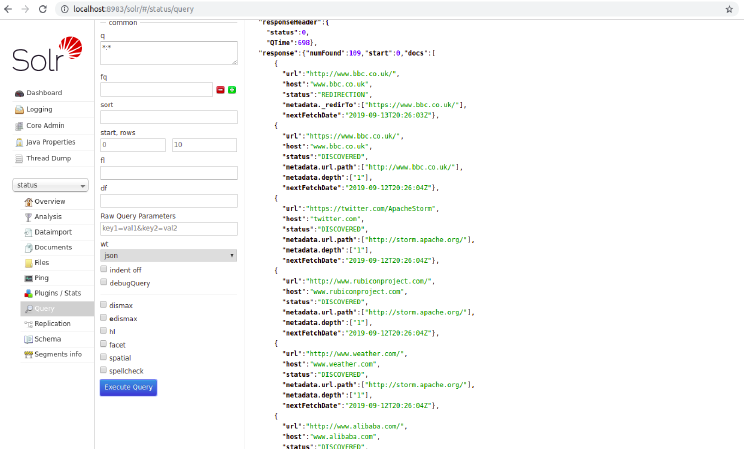 localhost:8983/solr/#/status/query
Solr
Dashboard
Logging
Core Admin
Java Properties
Thread Dump
status
Overview
Analysis
Dataimport
Documents
Files
Ping
Plugins / Stats
Query
Replication
Schema
Segments info
common
q
*:*
fq
sort
start, rows
0
10
fl
df
Raw Query Parameters
key1=val1&key2=val2
wt
json
indent off
debugQuery
dismax
edismax
hl
facet
spatial
spellcheck
Execute Query
"responseHeader":{
"status":0,
"QTime":698},
"response":{"numFound":109,"start":0,"docs":[
{
"url":"http://www.bbc.co.uk/",
"host":"www.bbc.co.uk",
"status":"REDIRECTION",
"metadata._redirTo":["https://www.bbc.co.uk/"],
"nextFetchDate":"2019-09-13T20:26:03Z"},
{
"url":"https://www.bbc.co.uk/",
"host":"www.bbc.co.uk",
"status":"DISCOVERED",
"metadata.url.path":["http://www.bbc.co.uk/"],
"metadata.depth":["1"],
"nextFetchDate":"2019-09-12T20:26:04Z"},
{
"url":"https://twitter.com/ApacheStorm",
"host":"twitter.com",
"status":"DISCOVERED",
"metadata.url.path":["http://storm.apache.org/"],
"metadata.depth":["1"],
"nextFetchDate":"2019-09-12T20:26:04Z"},
{
"url":"http://www.rubiconproject.com/",
"host":"www.rubiconproject.com",
"status":"DISCOVERED",
"metadata.url.path":["http://storm.apache.org/"],
"metadata.depth":["1"],
"nextFetchDate":"2019-09-12T20:26:04Z"},
{
"url":"http://www.weather.com/",
"host":"www.weather.com",
"status":"DISCOVERED",
"metadata.url.path":["http://storm.apache.org/"],
"metadata.depth":["1"],
"nextFetchDate":"2019-09-12T20:26:04Z"},
{
"url":"http://www.alibaba.com/",
"host":"www.alibaba.com",
"status":"DISCOVERED",